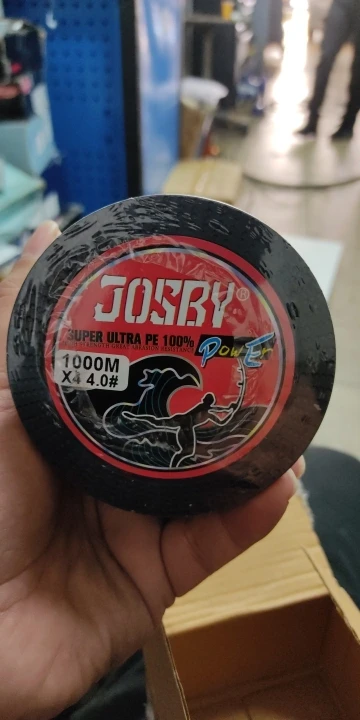 JOSBY®
SUPER ULTRA PE 100%
PowEr
1000M
X4 4.0#